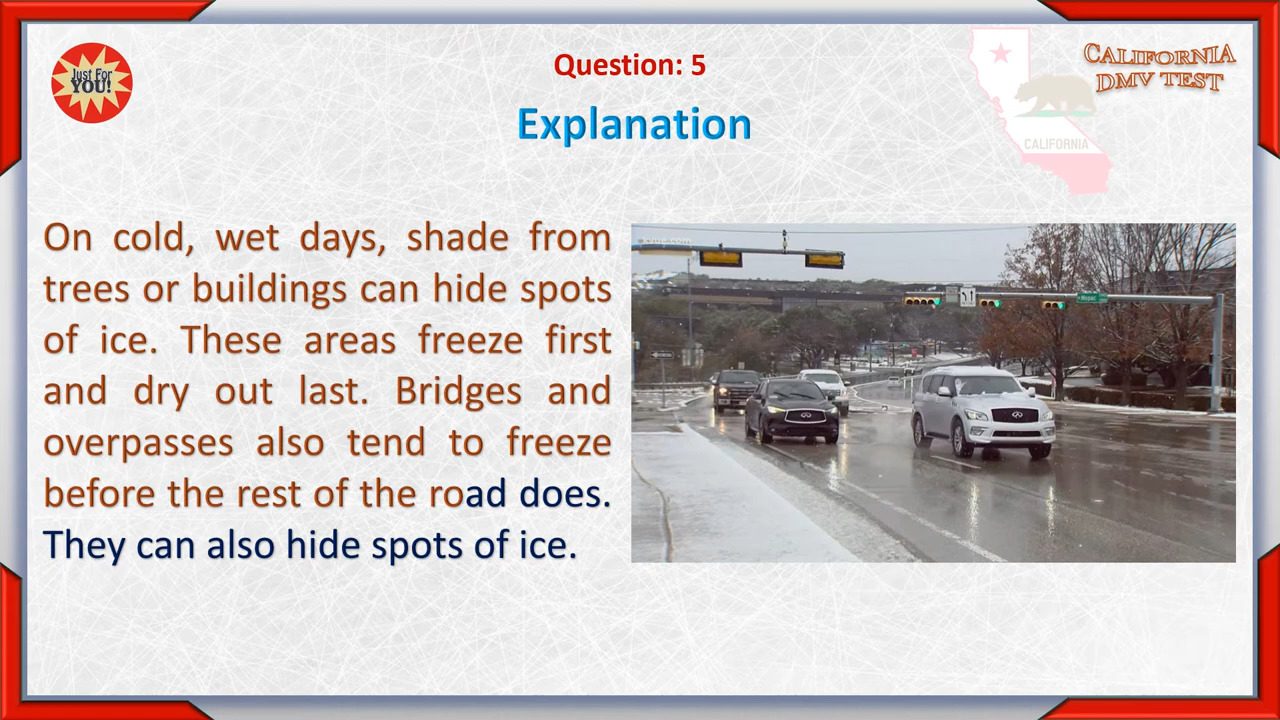 Just For
YOU!
Question: 5
Explanation
CALIFORNIA
DMV TEST
CALIFORNIA
On cold, wet days, shade from
trees or buildings can hide spots
of ice. These areas freeze first
and dry out last. Bridges and
overpasses also tend to freeze
before the rest of the road does.
They can also hide spots of ice.
Mopac